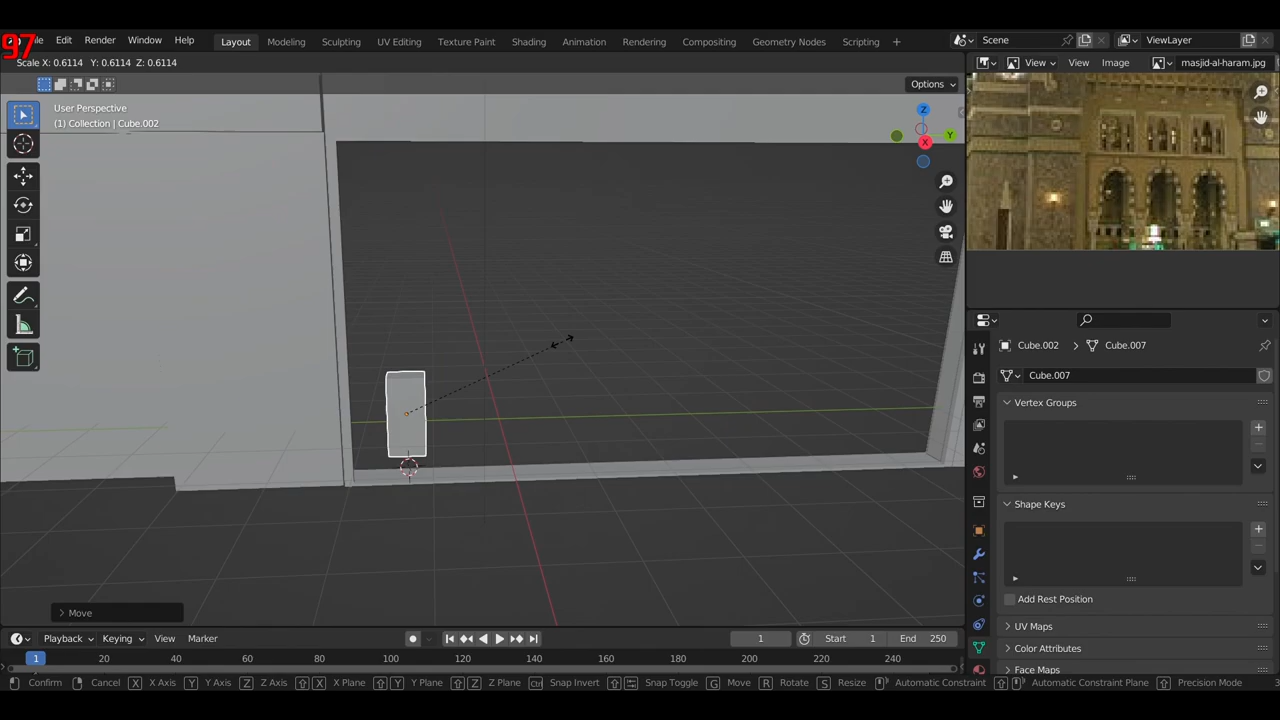 97
File Edit Render Window Help
Layout Modeling Sculpting UV Editing Texture Paint Shading Animation Rendering Compositing Geometry Nodes Scripting +
Scene ViewLayer
Scale X: 0.6114 Y: 0.6114 Z: 0.6114
View View Image masjid-al-haram.jpg
Options
User Perspective
(1) Collection | Cube.002
Z
Y
X
Cube.002 > Cube.007
Cube.007
Vertex Groups
Shape Keys
Add Rest Position
UV Maps
Color Attributes
Face Maps
> Move
Playback Keying View Marker 1 Start 1 End 250
1 20 40 60 80 100 120 140 160 180 200 220 240
Confirm Cancel X X Axis Y Y Axis Z Z Axis X X Plane Y Y Plane Z Z Plane Ctrl Snap Invert Snap Toggle G Move R Rotate S Resize Automatic Constraint Automatic Constraint Plane Precision Mode